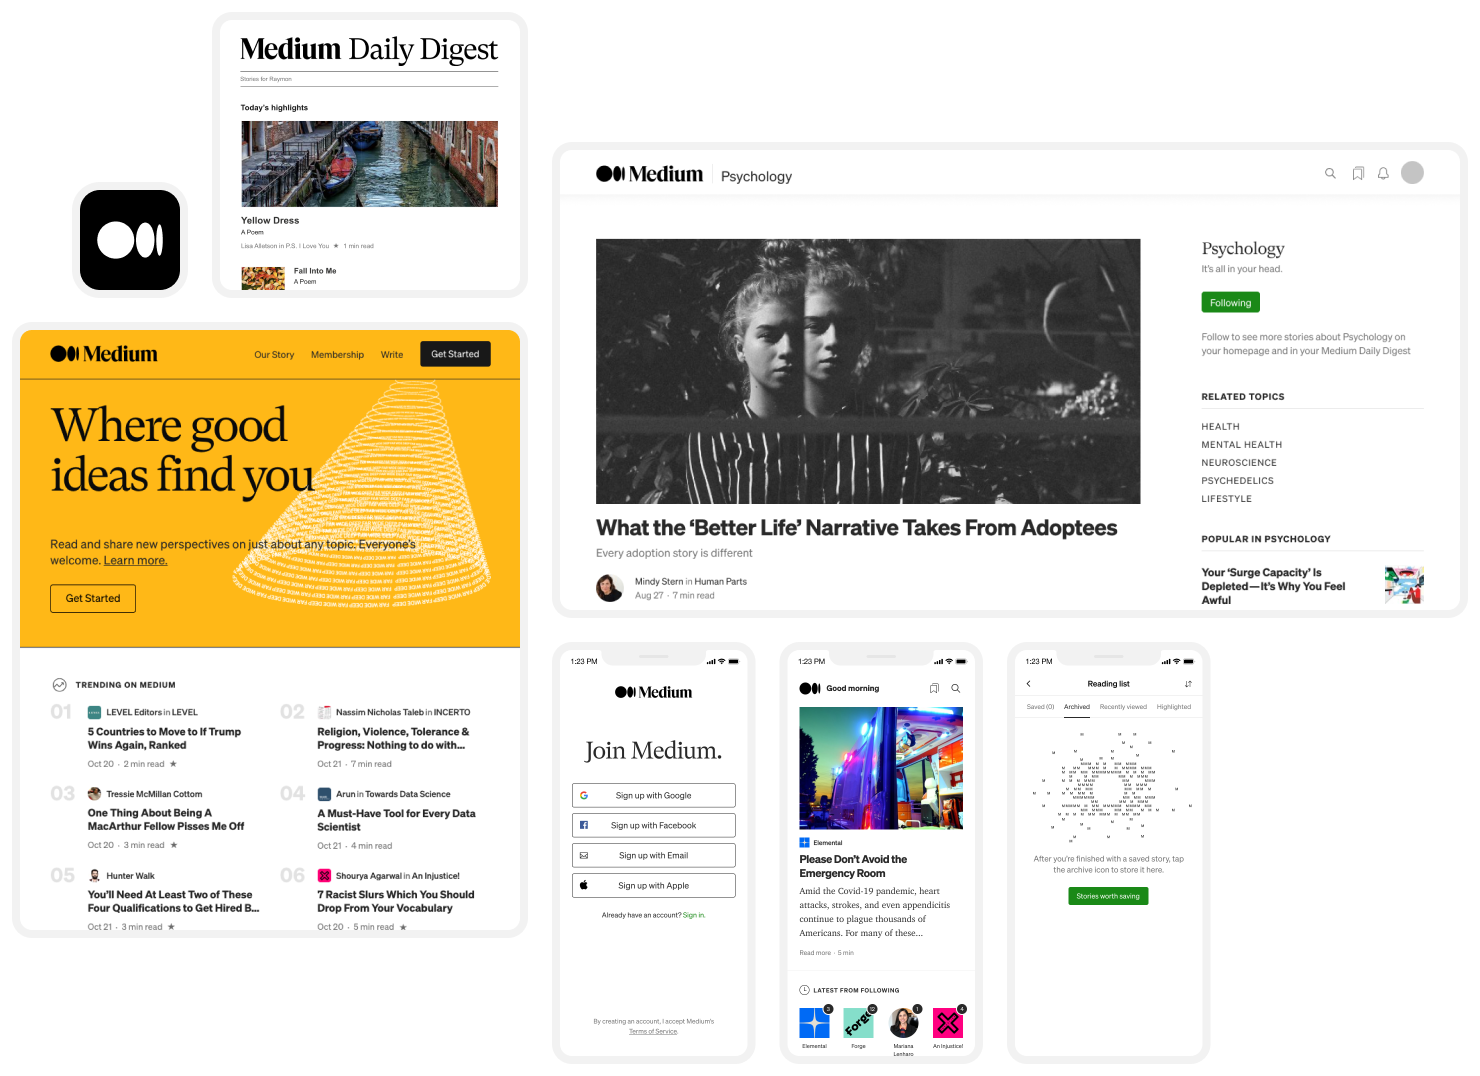 Medium Daily Digest
Stories for Raymon
Today's highlights
Yellow Dress
A Poem
Lisa Alletson in P.S. I Love You ★ 1 min read
Fall Into Me
A Poem
Medium
Our Story
Membership
Write
Get Started
Where good
ideas find you
Read and share new perspectives on just about any topic. Everyone's
welcome. Learn more.
Get Started
TRENDING ON MEDIUM
01
LEVEL Editors in LEVEL
5 Countries to Move to If Trump
Wins Again, Ranked
Oct 20 · 2 min read ★
02
Nassim Nicholas Taleb in INCERTO
Religion, Violence, Tolerance &
Progress: Nothing to do with...
Oct 21 · 7 min read
03
Tressie McMillan Cottom
One Thing About Being A
MacArthur Fellow Pisses Me Off
Oct 20 · 3 min read ★
04
Arun in Towards Data Science
A Must-Have Tool for Every Data
Scientist
Oct 21 · 4 min read
05
Hunter Walk
You'll Need At Least Two of These
Four Qualifications to Get Hired B...
Oct 21 · 3 min read ★
06
Shourya Agarwal in An Injustice!
7 Racist Slurs Which You Should
Drop From Your Vocabulary
Oct 20 · 5 min read ★
Medium
Psychology
What the ‘Better Life’ Narrative Takes From Adoptees
Every adoption story is different
Mindy Stern in Human Parts
Aug 27 · 7 min read
Psychology
It's all in your head.
Following
Follow to see more stories about Psychology on
your homepage and in your Medium Daily Digest
RELATED TOPICS
HEALTH
MENTAL HEALTH
NEUROSCIENCE
PSYCHEDELICS
LIFESTYLE
POPULAR IN PSYCHOLOGY
Your ‘Surge Capacity’ Is
Depleted—It's Why You Feel
Awful
1:23 PM
Medium
Join Medium.
Sign up with Google
Sign up with Facebook
Sign up with Email
Sign up with Apple
Already have an account? Sign in.
By creating an account, I accept Medium's
Terms of Service.
1:23 PM
Good morning
Elemental
Please Don't Avoid the
Emergency Room
Amid the Covid-19 pandemic, heart
attacks, strokes, and even appendicitis
continue to plague thousands of
Americans. For many of these...
Read more · 5 min
LATEST FROM FOLLOWING
3
Elemental
12
Forge
Forge
1
Mariana
Lenharo
4
An Injustice!
1:23 PM
Reading list
Saved (0)
Archived
Recently viewed
Highlighted
After you're finished with a saved story, tap
the archive icon to store it here.
Stories worth saving